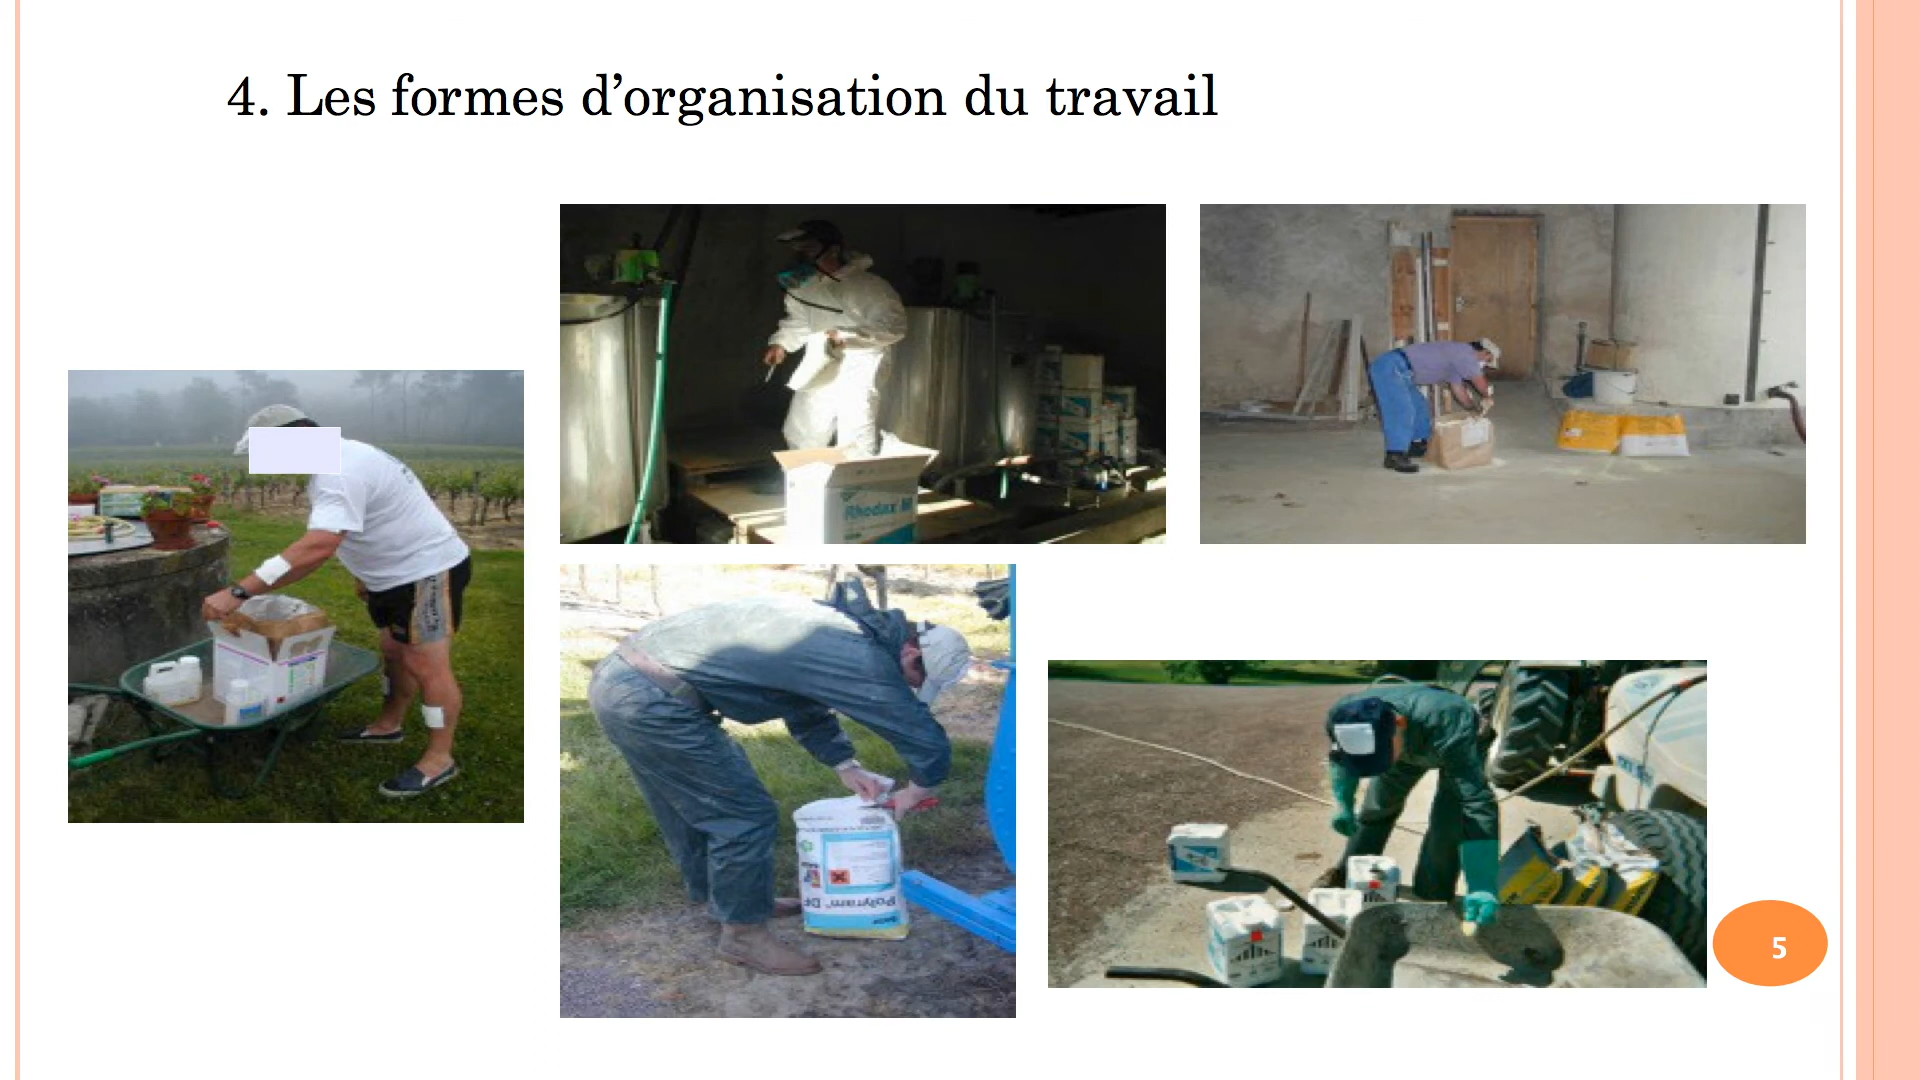 4. Les formes d’organisation du travail
Rhodax M
Polyram® DF
5